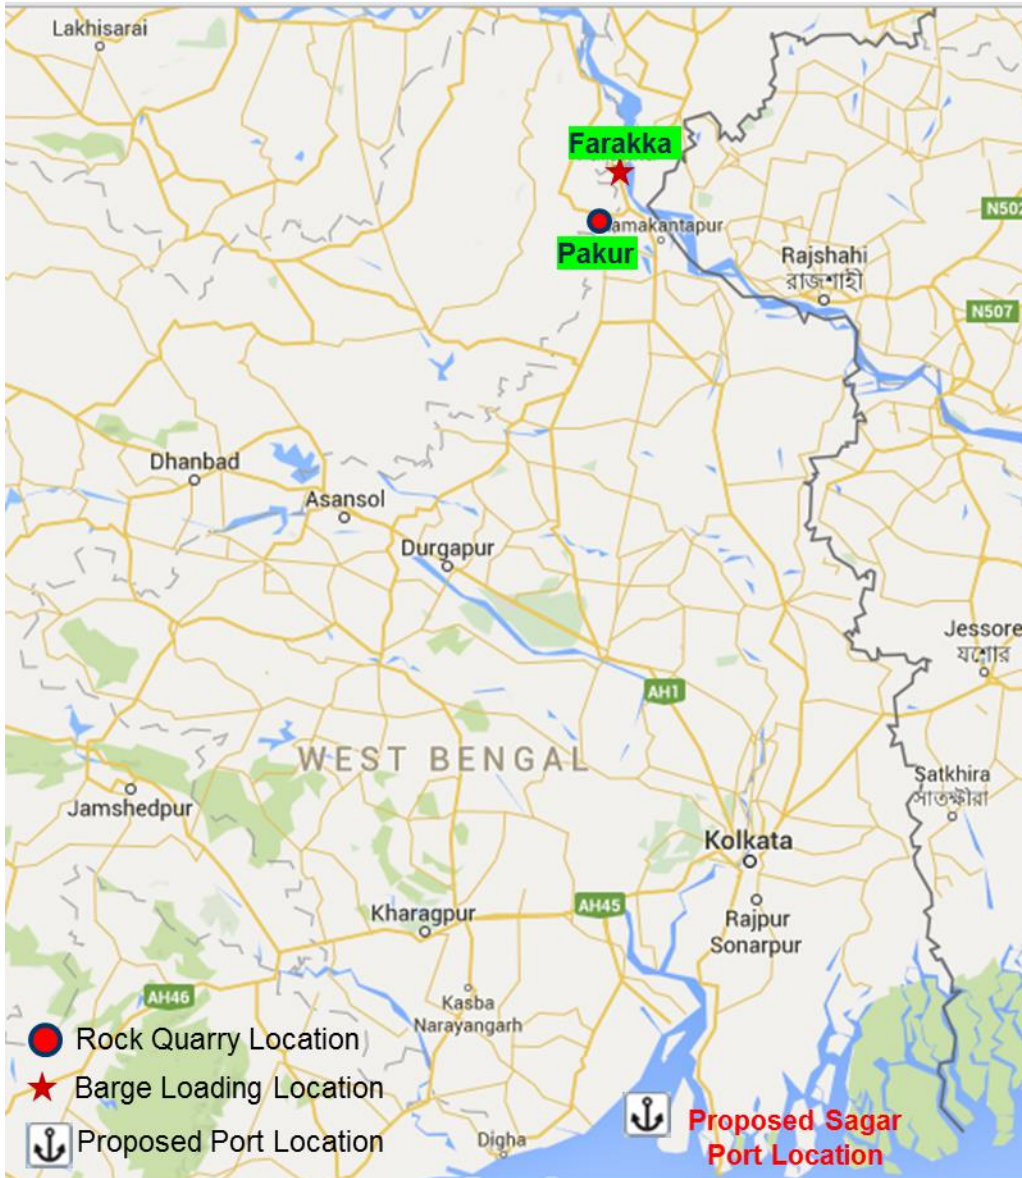 Lakhisarai
Farakka
N502
Pakur
amakantapur
Rajshahi
রাজশাহী
N507
Dhanbad
Asansol
Durgapur
Jessore
যশোর
AH1
WEST BENGAL
Satkhira
সাতক্ষীরা
Jamshedpur
Kolkata
Kharagpur
AH45
Rajpur
Sonarpur
AH46
Kasba
Narayangarh
Rock Quarry Location
Barge Loading Location
Proposed Port Location
Digha
Proposed Sagar
Port Location